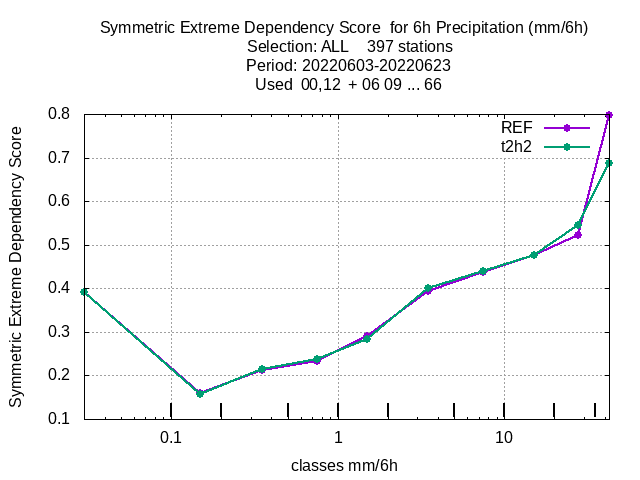 Symmetric Extreme Dependency Score  for 6h Precipitation (mm/6h)
Selection: ALL    397 stations
Period: 20220603-20220623
Used  00,12  + 06 09 ... 66
Symmetric Extreme Dependency Score
0.8
0.7
0.6
0.5
0.4
0.3
0.2
0.1
REF
t2h2
0.1 1 10
classes mm/6h